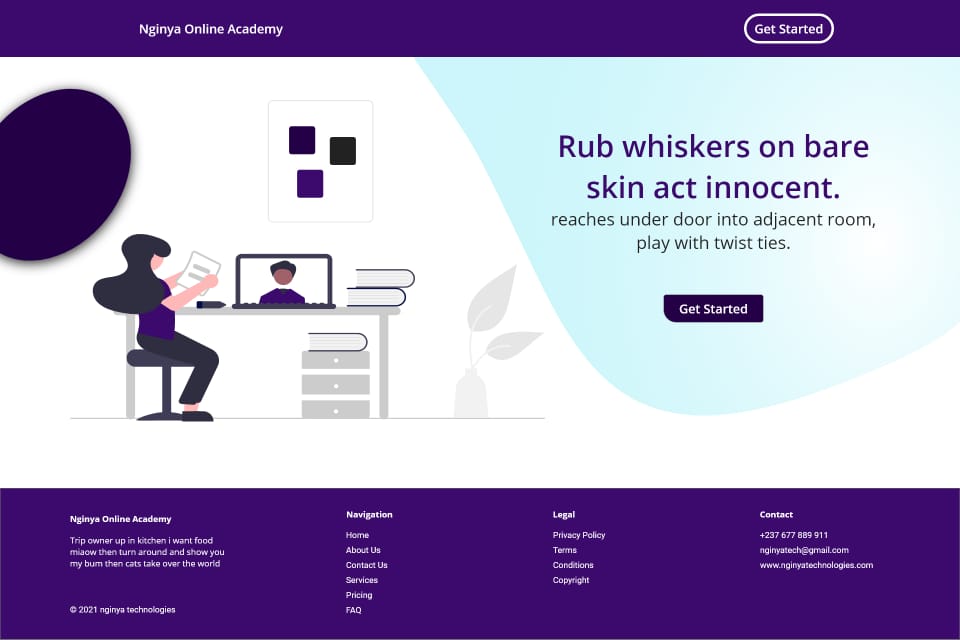 Nginya Online Academy
Get Started
Rub whiskers on bare
skin act innocent.
reaches under door into adjacent room,
play with twist ties.
Get Started
Nginya Online Academy
Trip owner up in kitchen i want food
miaow then turn around and show you
my bum then cats take over the world
© 2021 nginya technologies
Navigation
Home
About Us
Contact Us
Services
Pricing
FAQ
Legal
Privacy Policy
Terms
Conditions
Copyright
Contact
+237 677 889 911
nginyatech@gmail.com
www.nginyatechnologies.com